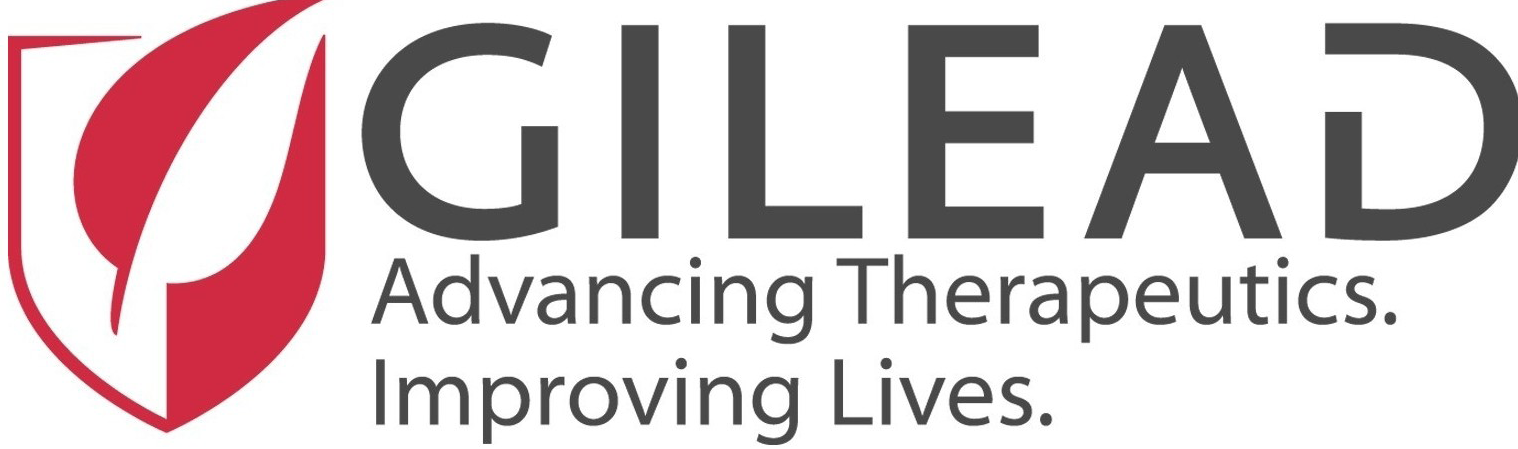 GILEAD
Advancing Therapeutics.
Improving Lives.